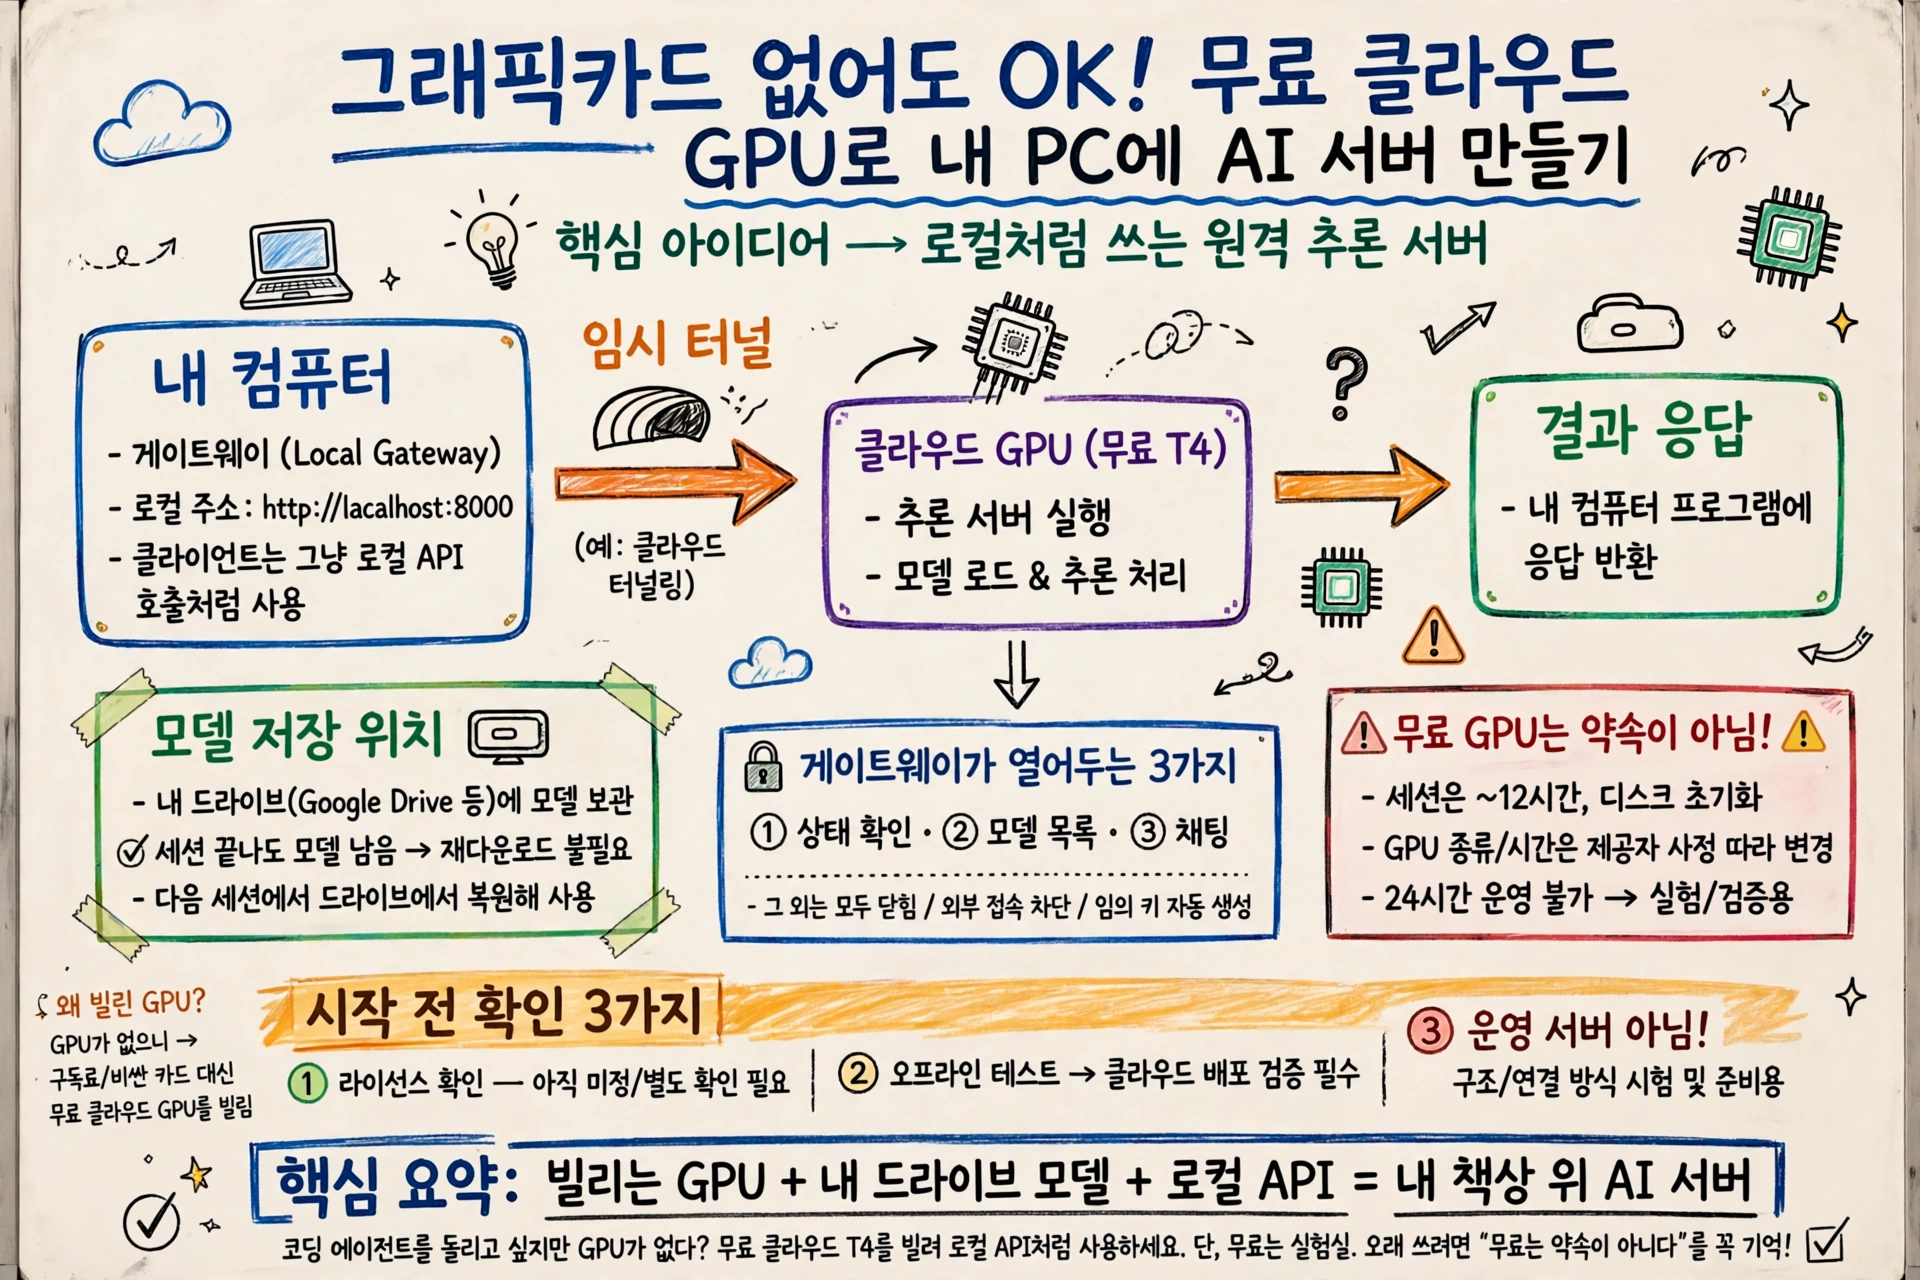 그래픽카드 없어도 OK! 무료 클라우드
GPU로 내 PC에 AI 서버 만들기
핵심 아이디어 → 로컬처럼 쓰는 원격 추론 서버
내 컴퓨터
- 게이트웨이 (Local Gateway)
- 로컬 주소: http://lacalhost:8000
- 클라이언트는 그냥 로컬 API
호출처럼 사용
임시 터널
(예: 클라우드
터널링)
클라우드 GPU (무료 T4)
- 추론 서버 실행
- 모델 로드 & 추론 처리
?
결과 응답
- 내 컴퓨터 프로그램에
응답 반환
모델 저장 위치
- 내 드라이브(Google Drive 등)에 모델 보관
세션 끝나도 모델 남음 → 재다운로드 불필요
- 다음 세션에서 드라이브에서 복원해 사용
게이트웨이가 열어두는 3가지
① 상태 확인 · ② 모델 목록 · ③ 채팅
- 그 외는 모두 닫힘 / 외부 접속 차단 / 임의 키 자동 생성
무료 GPU는 약속이 아님!
- 세션은 ~12시간, 디스크 초기화
- GPU 종류/시간은 제공자 사정 따라 변경
- 24시간 운영 불가 → 실험/검증용
왜 빌린 GPU?
GPU가 없으니 →
구독료/비싼 카드 대신
무료 클라우드 GPU를 빌림
시작 전 확인 3가지
① 라이선스 확인 — 아직 미정/별도 확인 필요
② 오프라인 테스트 → 클라우드 배포 검증 필수
③ 운영 서버 아님!
구조/연결 방식 시험 및 준비용
핵심 요약: 빌리는 GPU + 내 드라이브 모델 + 로컬 API = 내 책상 위 AI 서버
코딩 에이전트를 돌리고 싶지만 GPU가 없다? 무료 클라우드 T4를 빌려 로컬 API처럼 사용하세요. 단, 무료는 실험실. 오래 쓰려면 "무료는 약속이 아니다"를 꼭 기억!